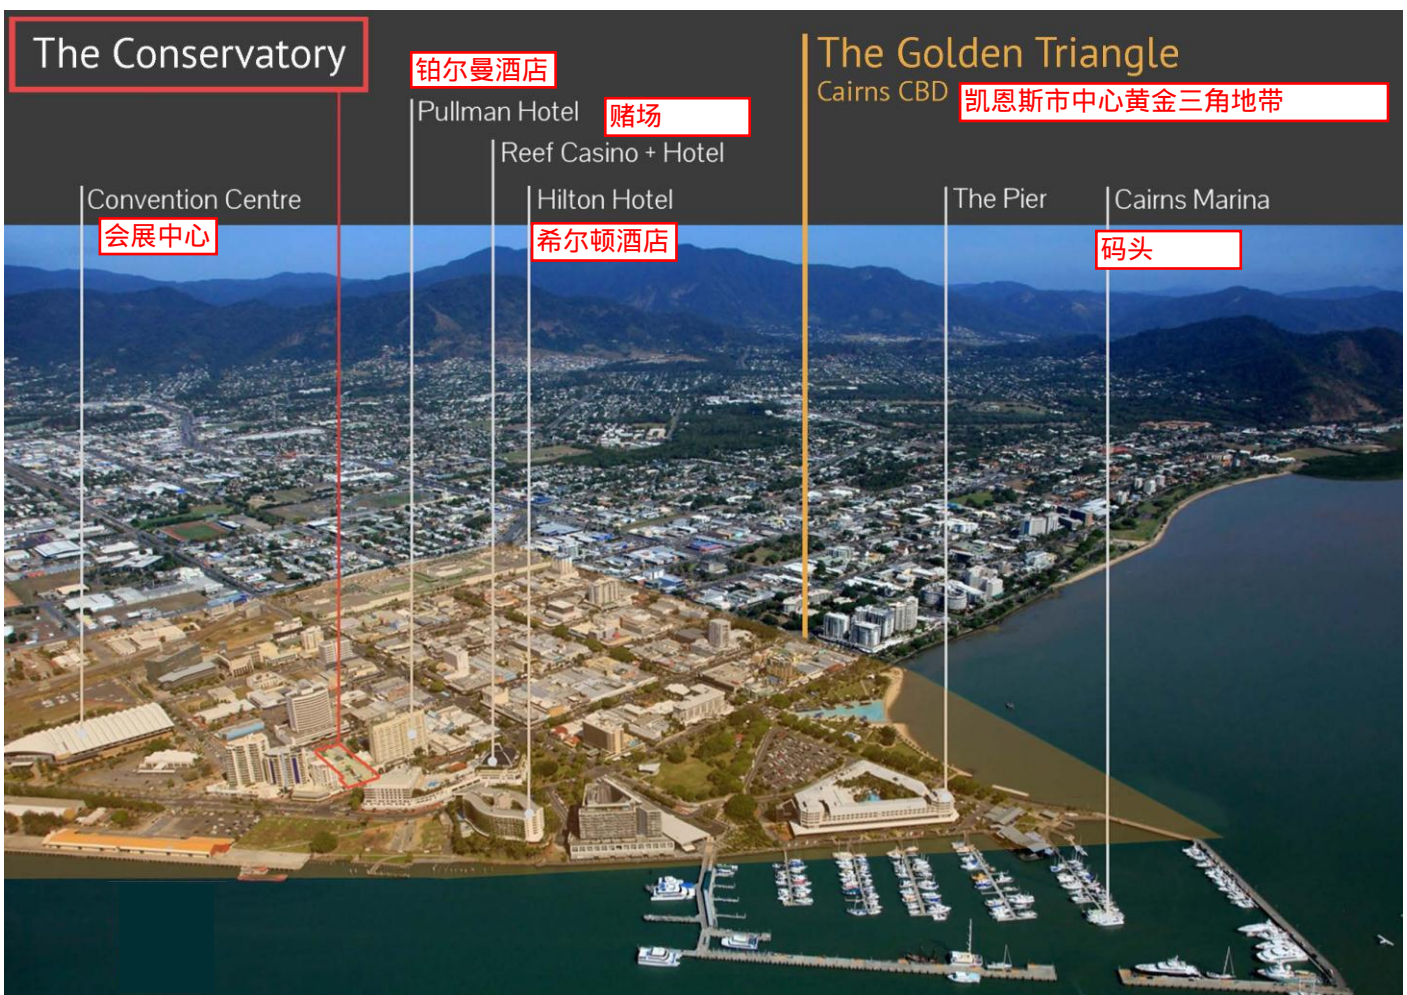 The Conservatory
铂尔曼酒店
Pullman Hotel
赌场
Reef Casino + Hotel
The Golden Triangle
Cairns CBD
凯恩斯市中心黄金三角地带
Convention Centre
会展中心
Hilton Hotel
希尔顿酒店
The Pier
Cairns Marina
码头